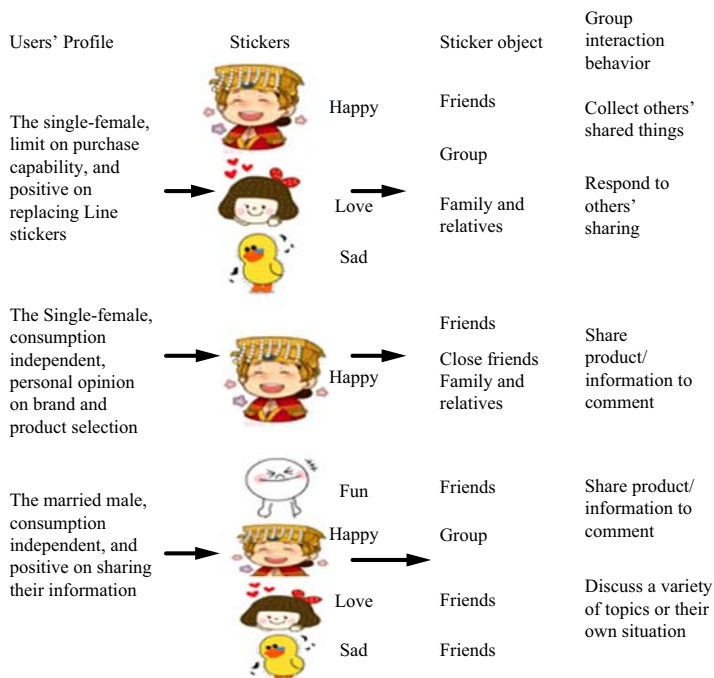 Users' Profile
Stickers
Sticker object
Group
interaction
behavior
The single-female,
limit on purchase
capability, and
positive on
replacing Line
stickers
Happy
Love
Sad
Friends
Group
Family and
relatives
Collect others'
shared things
Respond to
others'
sharing
The Single-female,
consumption
independent,
personal opinion
on brand and
product selection
Happy
Friends
Close friends
Family and
relatives
Share
product/
information to
comment
The married male,
consumption
independent, and
positive on sharing
their information
Fun
Happy
Love
Sad
Friends
Group
Friends
Friends
Share product/
information to
comment
Discuss a variety
of topics or their
own situation